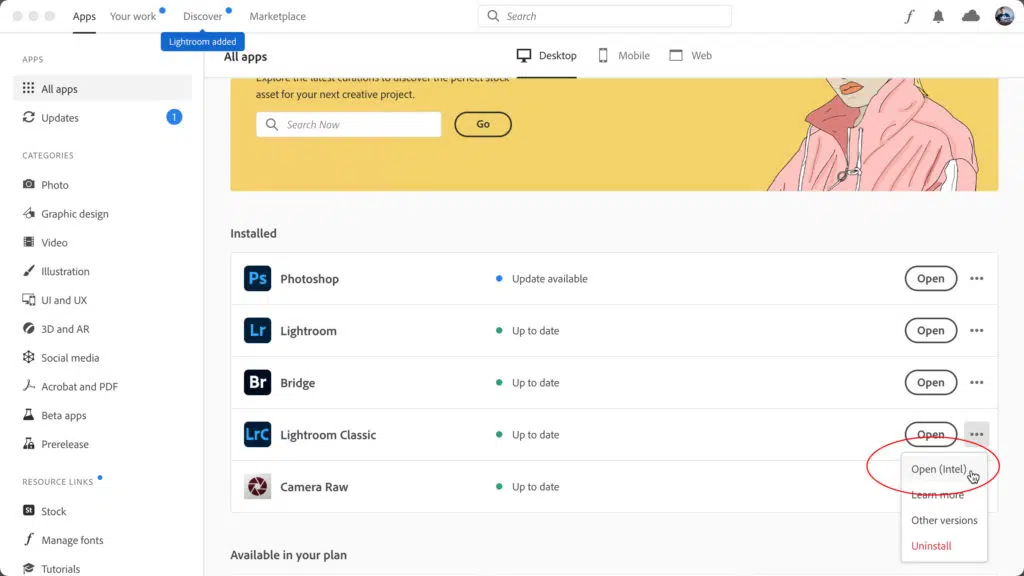 Apps Your work Discover Marketplace Search
Lightroom added
APPS
All apps
Updates 1
CATEGORIES
Photo
Graphic design
Video
Illustration
UI and UX
3D and AR
Social media
Acrobat and PDF
Beta apps
Prerelease
RESOURCE LINKS
St Stock
Manage fonts
Tutorials
All apps Desktop Mobile Web
Explore the latest curations to discover the perfect stock
asset for your next creative project.
Search Now Go
Installed
Ps Photoshop Update available Open
Lr Lightroom Up to date Open
Br Bridge Up to date Open
LrC Lightroom Classic Up to date Open
Camera Raw Up to date
Open (Intel)
Learn more
Other versions
Uninstall
Available in your plan